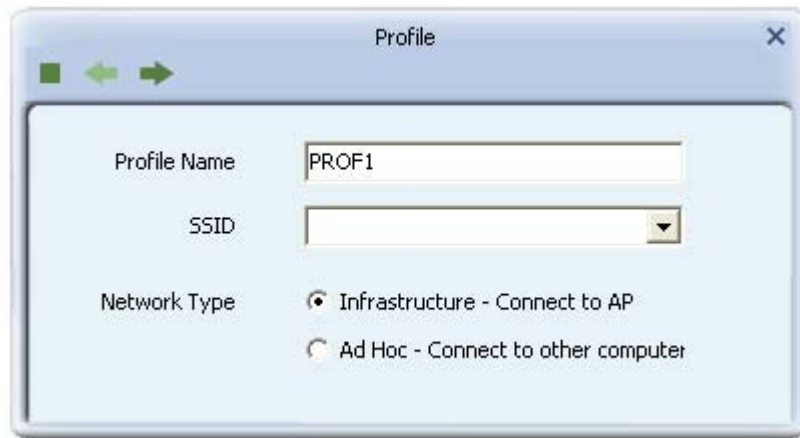 Profile
Profile Name PROF1
SSID
Network Type Infrastructure - Connect to AP
Ad Hoc - Connect to other computer